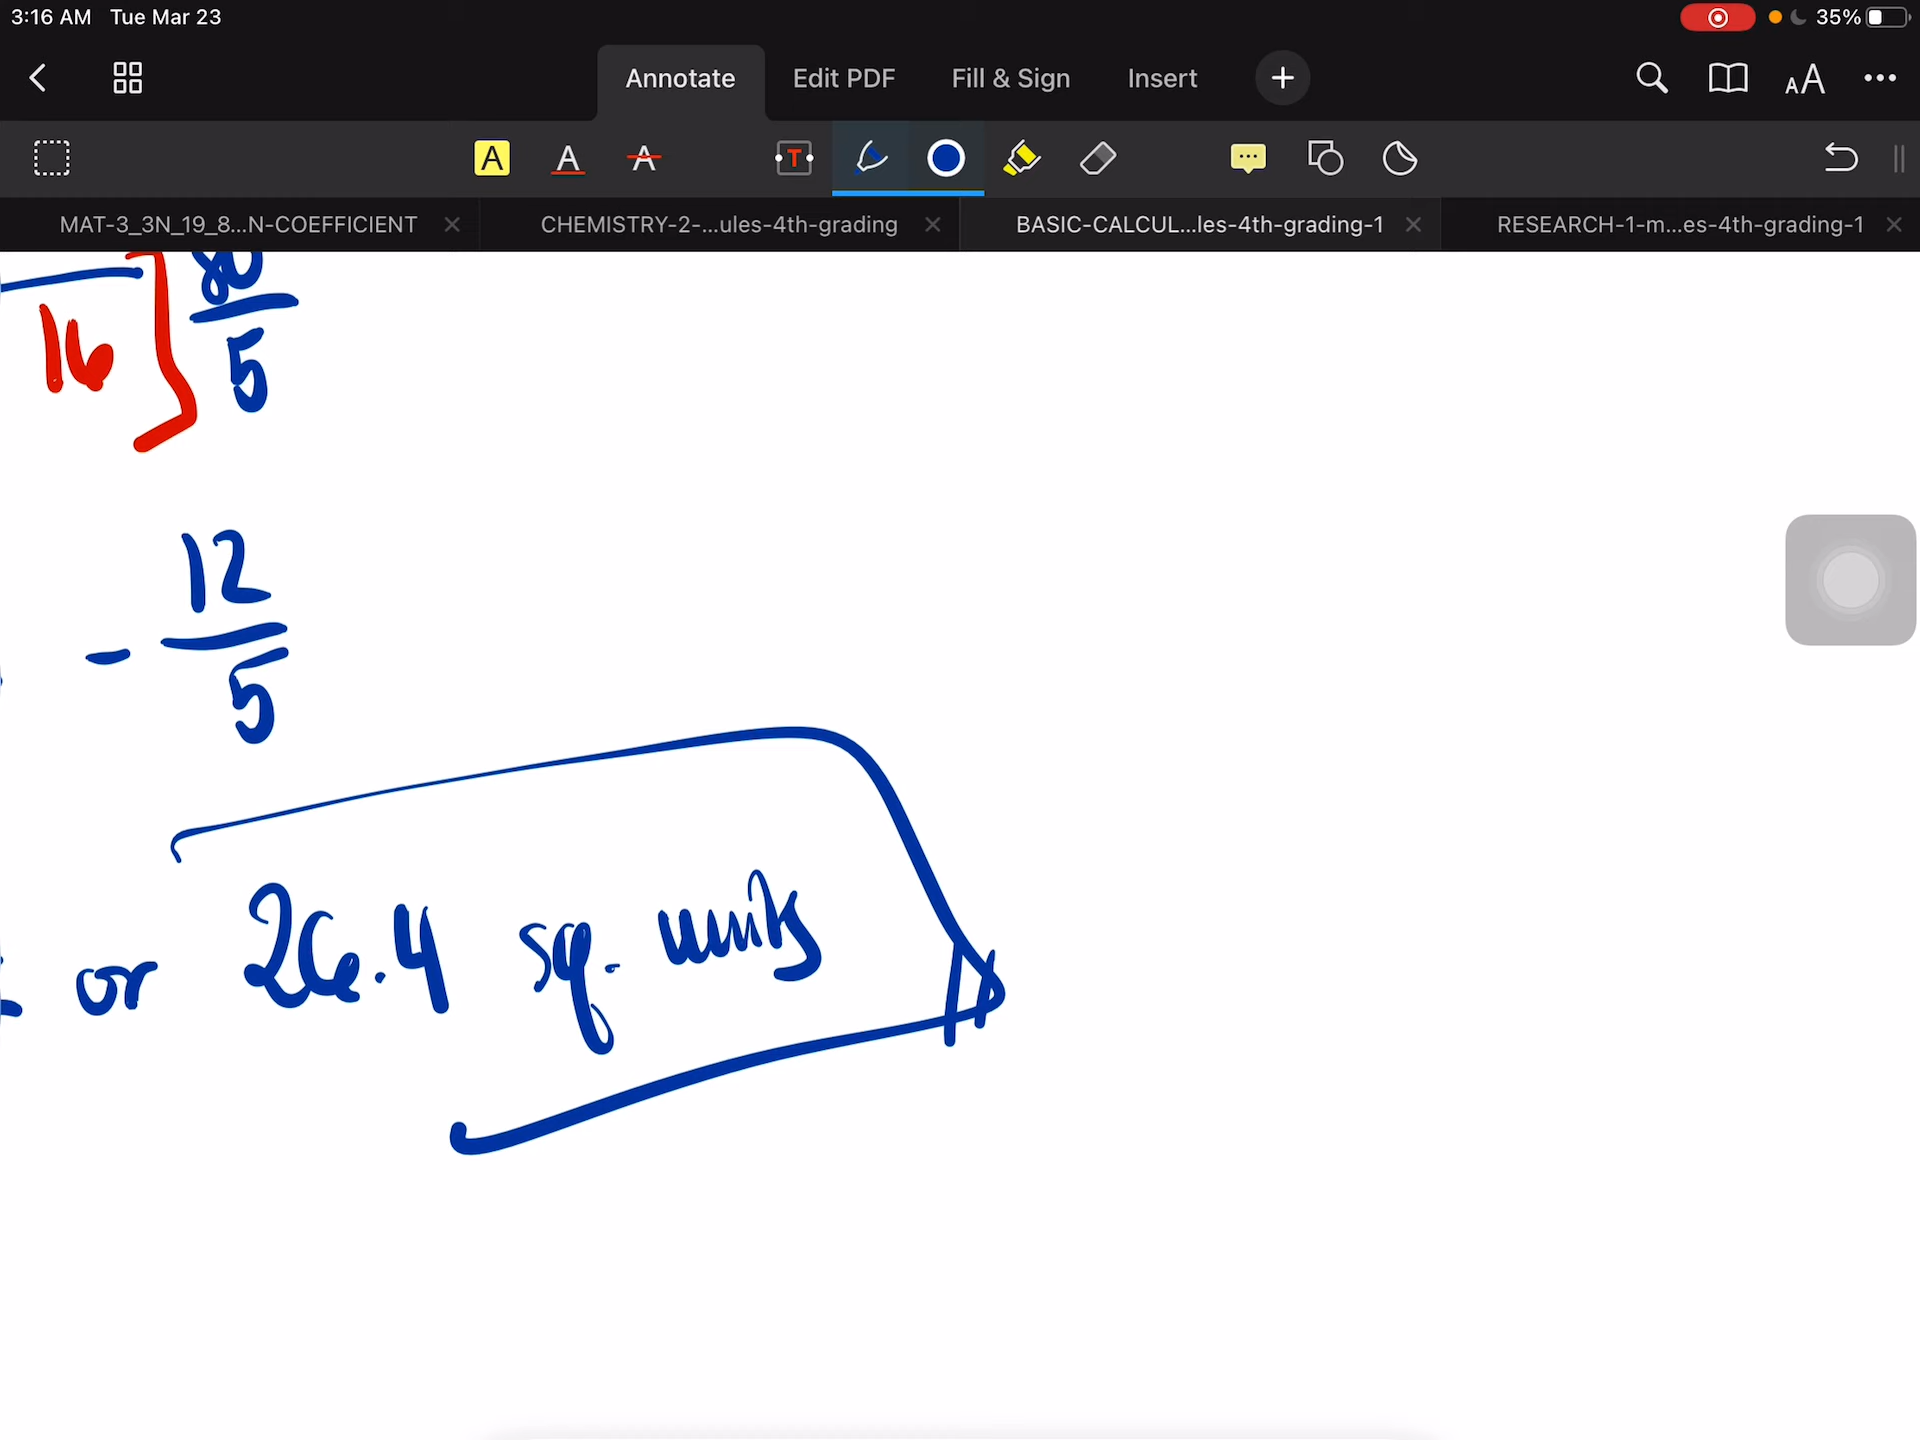 3:16 AM Tue Mar 23 35%
Annotate Edit PDF Fill & Sign Insert
MAT-3_3N_19_8...N-COEFFICIENT CHEMISTRY-2-...ules-4th-grading BASIC-CALCUL...les-4th-grading-1 RESEARCH-1-m...es-4th-grading-1
80
16 5
- 12
5
or 26.4 sq. units